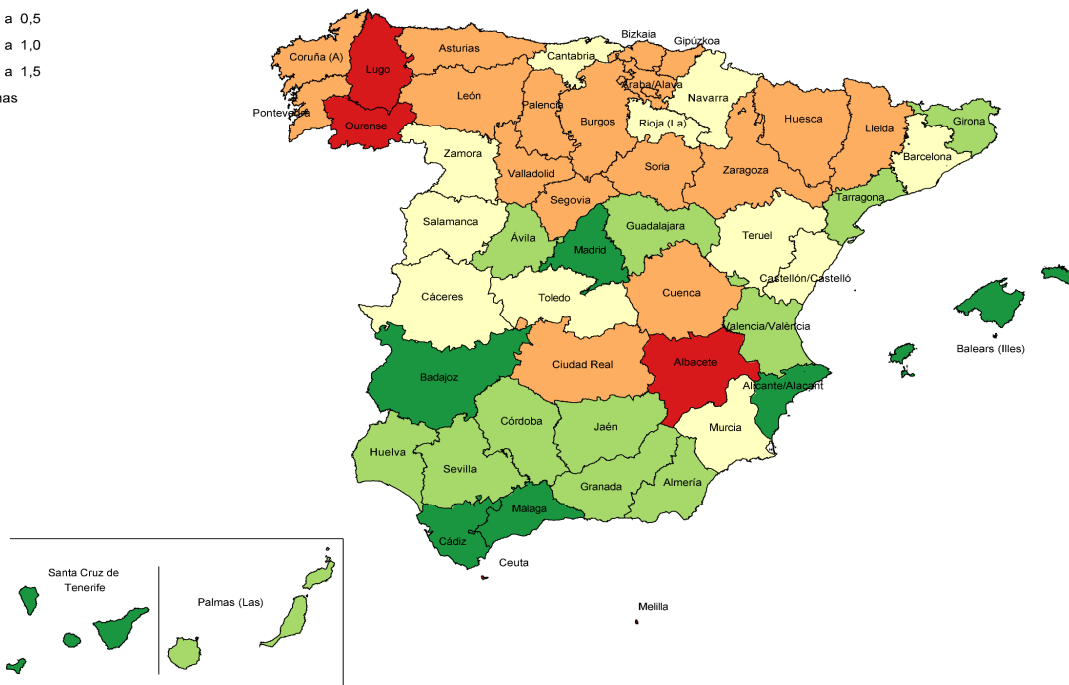 a 0,5
a 1,0
a 1,5
Bizkaia
Gipúzkoa
Asturias
Cantabria
Coruña (A)
Lugo
Araba/Alava
León
Navarra
Palencia
Pontevedra
Burgos
Huesca
Lleida
Girona
Ourense
Rioja (La)
Zamora
Barcelona
Soria
Zaragoza
Valladolid
Segovia
Tarragona
Salamanca
Guadalajara
Ávila
Madrid
Teruel
Castellón/Castelló
Cáceres
Toledo
Cuenca
Valencia/València
Balears (Illes)
Ciudad Real
Albacete
Badajoz
Alicante/Alacant
Córdoba
Jaén
Murcia
Huelva
Sevilla
Granada
Almería
Málaga
Cádiz
Ceuta
Santa Cruz de
Tenerife
Palmas (Las)
Melilla